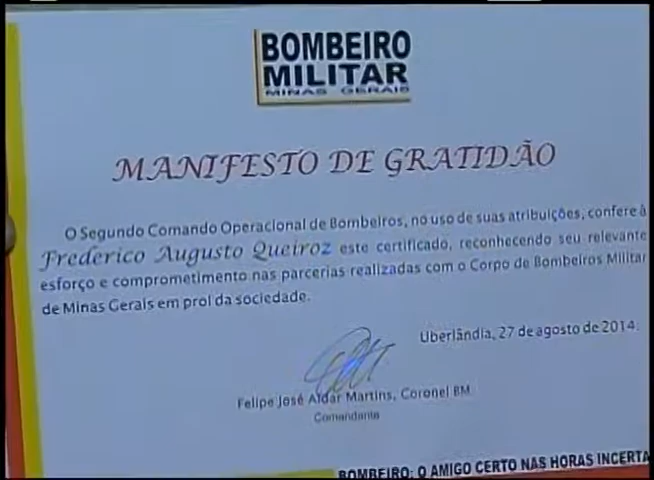 BOMBEIRO
MILITAR
MINAS GERAIS
MANIFESTO DE GRATIDÃO
O Segundo Comando Operacional de Bombeiros, no uso de suas atribuições, confere à
Frederico Augusto Queiroz este certificado, reconhecendo seu relevante
esforço e comprometimento nas parcerias realizadas com o Corpo de Bombeiros Militar
de Minas Gerais em prol da sociedade.
Uberlândia, 27 de agosto de 2014.
Felipe José Aidar Martins, Coronel BM
Comandante
BOMBEIRO: O AMIGO CERTO NAS HORAS INCERTA